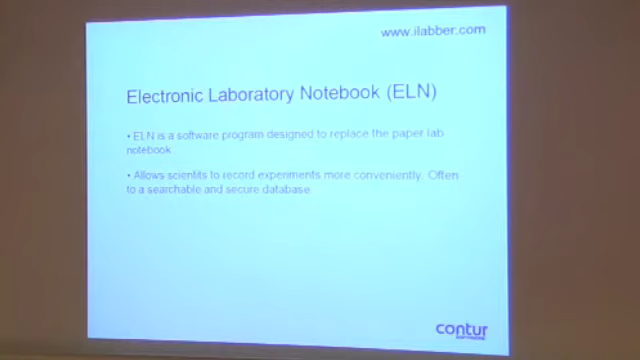 www.ilabber.com
Electronic Laboratory Notebook (ELN)
• ELN is a software program designed to replace the paper lab
notebook
• Allows scientits to record experiments more conveniently. Often
to a searchable and secure database
contur